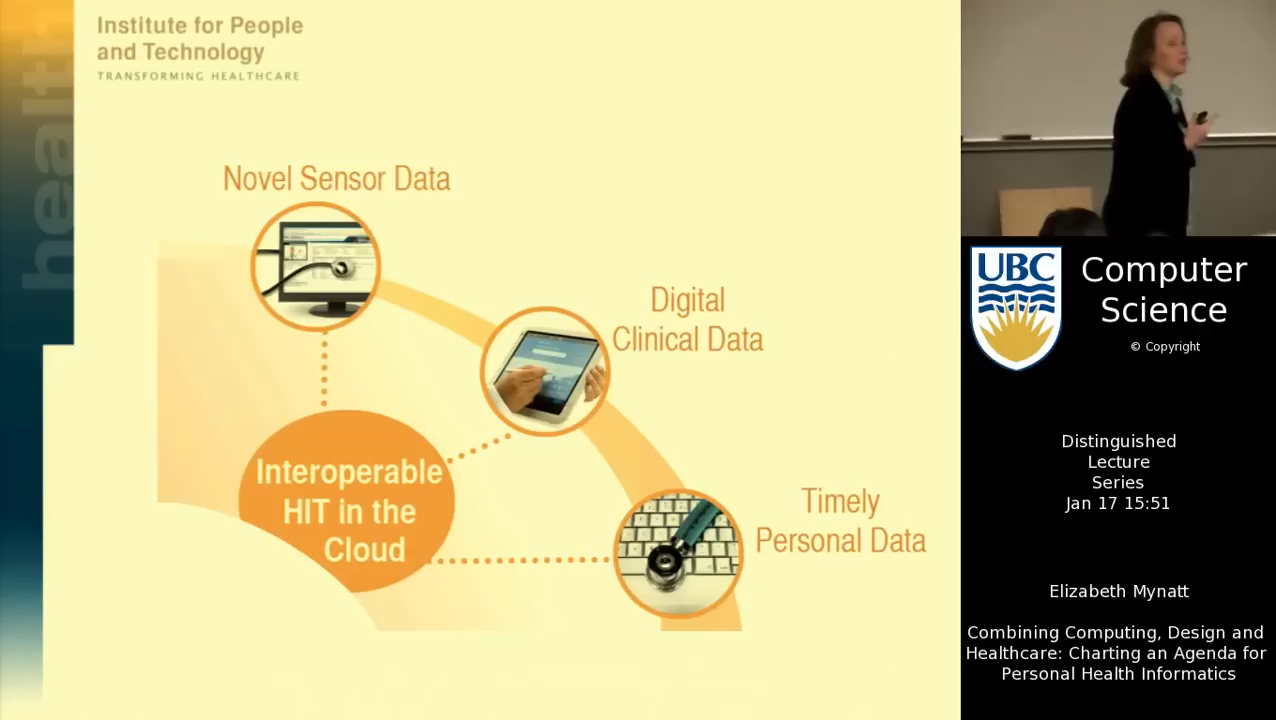 Institute for People
and Technology
TRANSFORMING HEALTHCARE
health
Novel Sensor Data
Digital
Clinical Data
Timely
Personal Data
Interoperable
HIT in the
Cloud
UBC
Computer
Science
© Copyright
Distinguished
Lecture
Series
Jan 17 15:51
Elizabeth Mynatt
Combining Computing, Design and
Healthcare: Charting an Agenda for
Personal Health Informatics